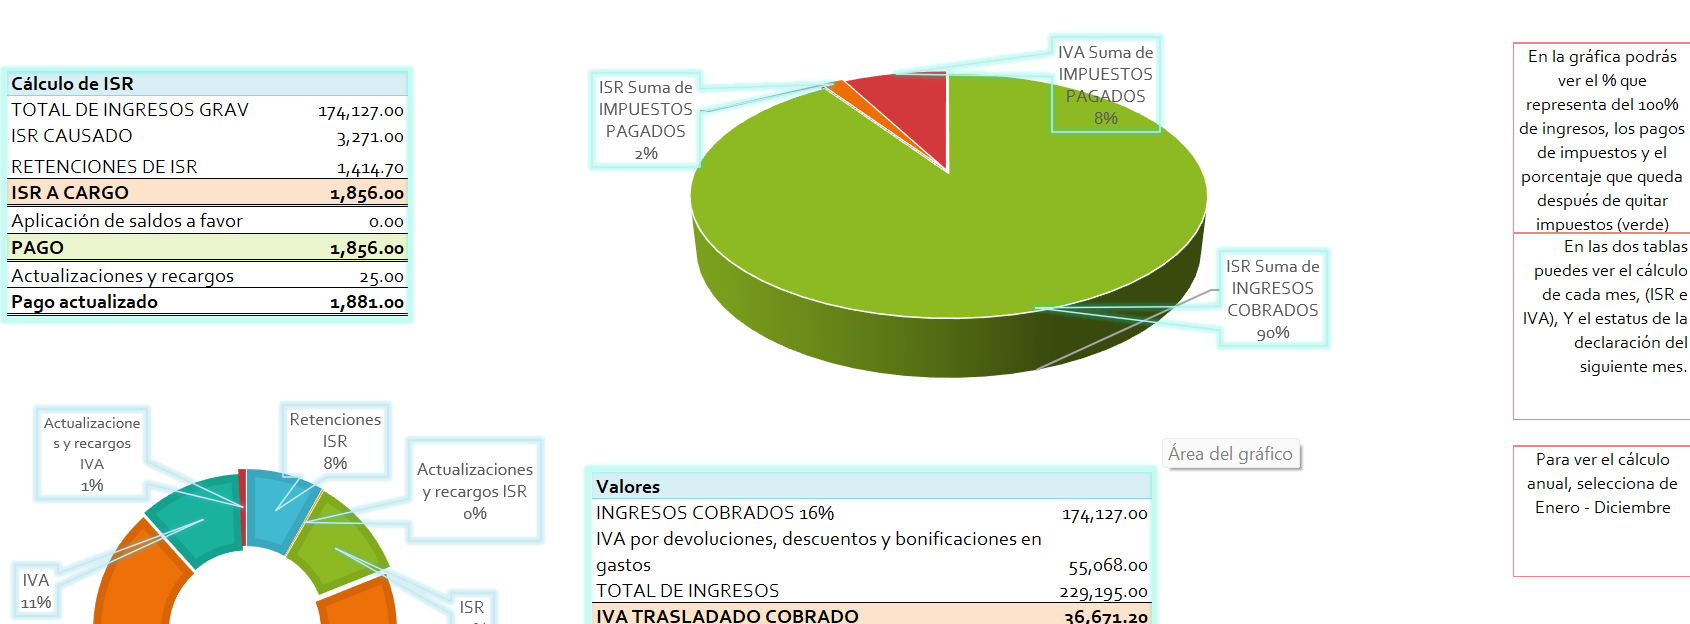 Cálculo de ISR
TOTAL DE INGRESOS GRAV 174,127.00
ISR CAUSADO 3,271.00
RETENCIONES DE ISR 1,414.70
ISR A CARGO 1,856.00
Aplicación de saldos a favor 0.00
PAGO 1,856.00
Actualizaciones y recargos 25.00
Pago actualizado 1,881.00
ISR Suma de
IMPUESTOS
PAGADOS
2%
IVA Suma de
IMPUESTOS
PAGADOS
8%
ISR Suma de
INGRESOS
COBRADOS
90%
En la gráfica podrás
ver el % que
representa del 100%
de ingresos, los pagos
de impuestos y el
porcentaje que queda
después de quitar
impuestos (verde)
En las dos tablas
puedes ver el cálculo
de cada mes, (ISR e
IVA), Y el estatus de la
declaración del
siguiente mes.
Actualizacione
s y recargos
IVA
1%
Retenciones
ISR
8%
Actualizaciones
y recargos ISR
0%
IVA
11%
ISR
Área del gráfico
Valores
INGRESOS COBRADOS 16% 174,127.00
IVA por devoluciones, descuentos y bonificaciones en
gastos 55,068.00
TOTAL DE INGRESOS 229,195.00
IVA TRASLADADO COBRADO 36,671.20
Para ver el cálculo
anual, selecciona de
Enero - Diciembre